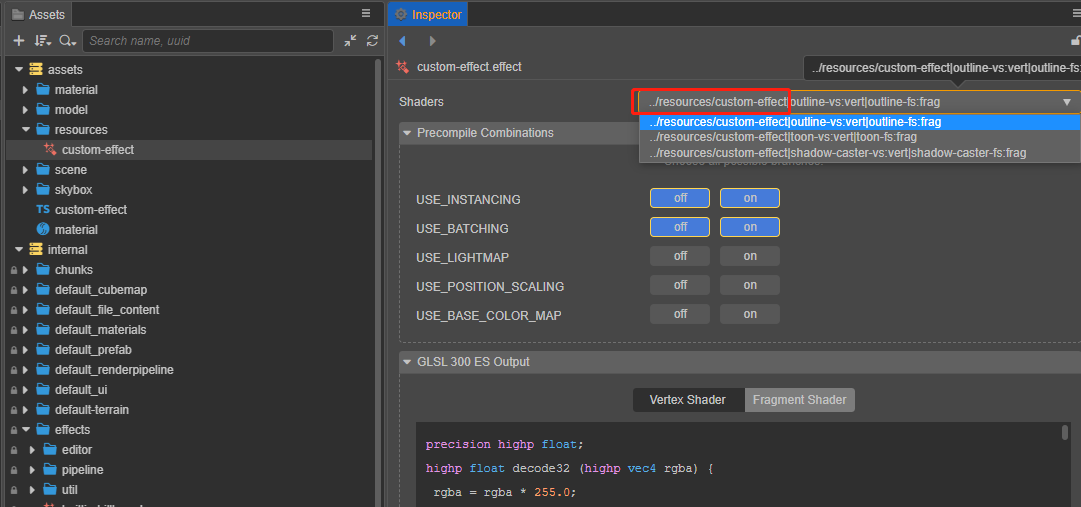 Assets
Search name, uuid
assets
material
model
resources
custom-effect
scene
skybox
TS custom-effect
material
internal
chunks
default_cubemap
default_file_content
default_materials
default_prefab
default_renderpipeline
default_ui
default-terrain
effects
editor
pipeline
util
Inspector
custom-effect.effect
../resources/custom-effect|outline-vs:vert|outline-fs:
Shaders
../resources/custom-effect|outline-vs:vert|outline-fs:frag
../resources/custom-effect|outline-vs:vert|outline-fs:frag
../resources/custom-effect|toon-vs:vert|toon-fs:frag
../resources/custom-effect|shadow-caster-vs:vert|shadow-caster-fs:frag
Precompile Combinations
USE_INSTANCING off on
USE_BATCHING off on
USE_LIGHTMAP off on
USE_POSITION_SCALING off on
USE_BASE_COLOR_MAP off on
GLSL 300 ES Output
Vertex Shader Fragment Shader
precision highp float;
highp float decode32 (highp vec4 rgba) {
rgba = rgba * 255.0;